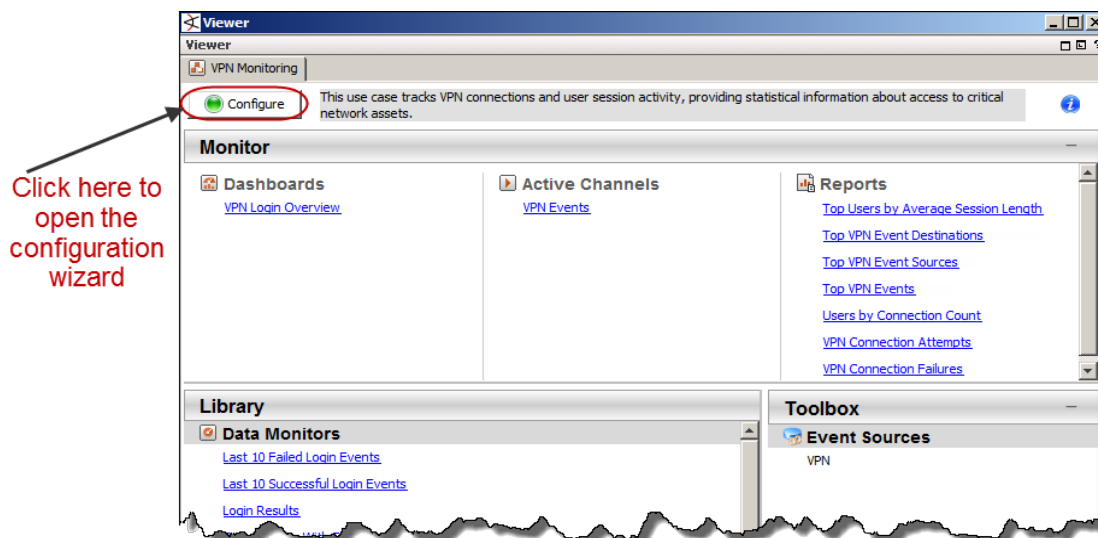 Viewer
Viewer
VPN Monitoring
Configure
This use case tracks VPN connections and user session activity, providing statistical information about access to critical
network assets.
Click here to
open the
configuration
wizard
Monitor
Dashboards
VPN Login Overview
Active Channels
VPN Events
Reports
Top Users by Average Session Length
Top VPN Event Destinations
Top VPN Event Sources
Top VPN Events
Users by Connection Count
VPN Connection Attempts
VPN Connection Failures
Library
Data Monitors
Last 10 Failed Login Events
Last 10 Successful Login Events
Login Results
Toolbox
Event Sources
VPN